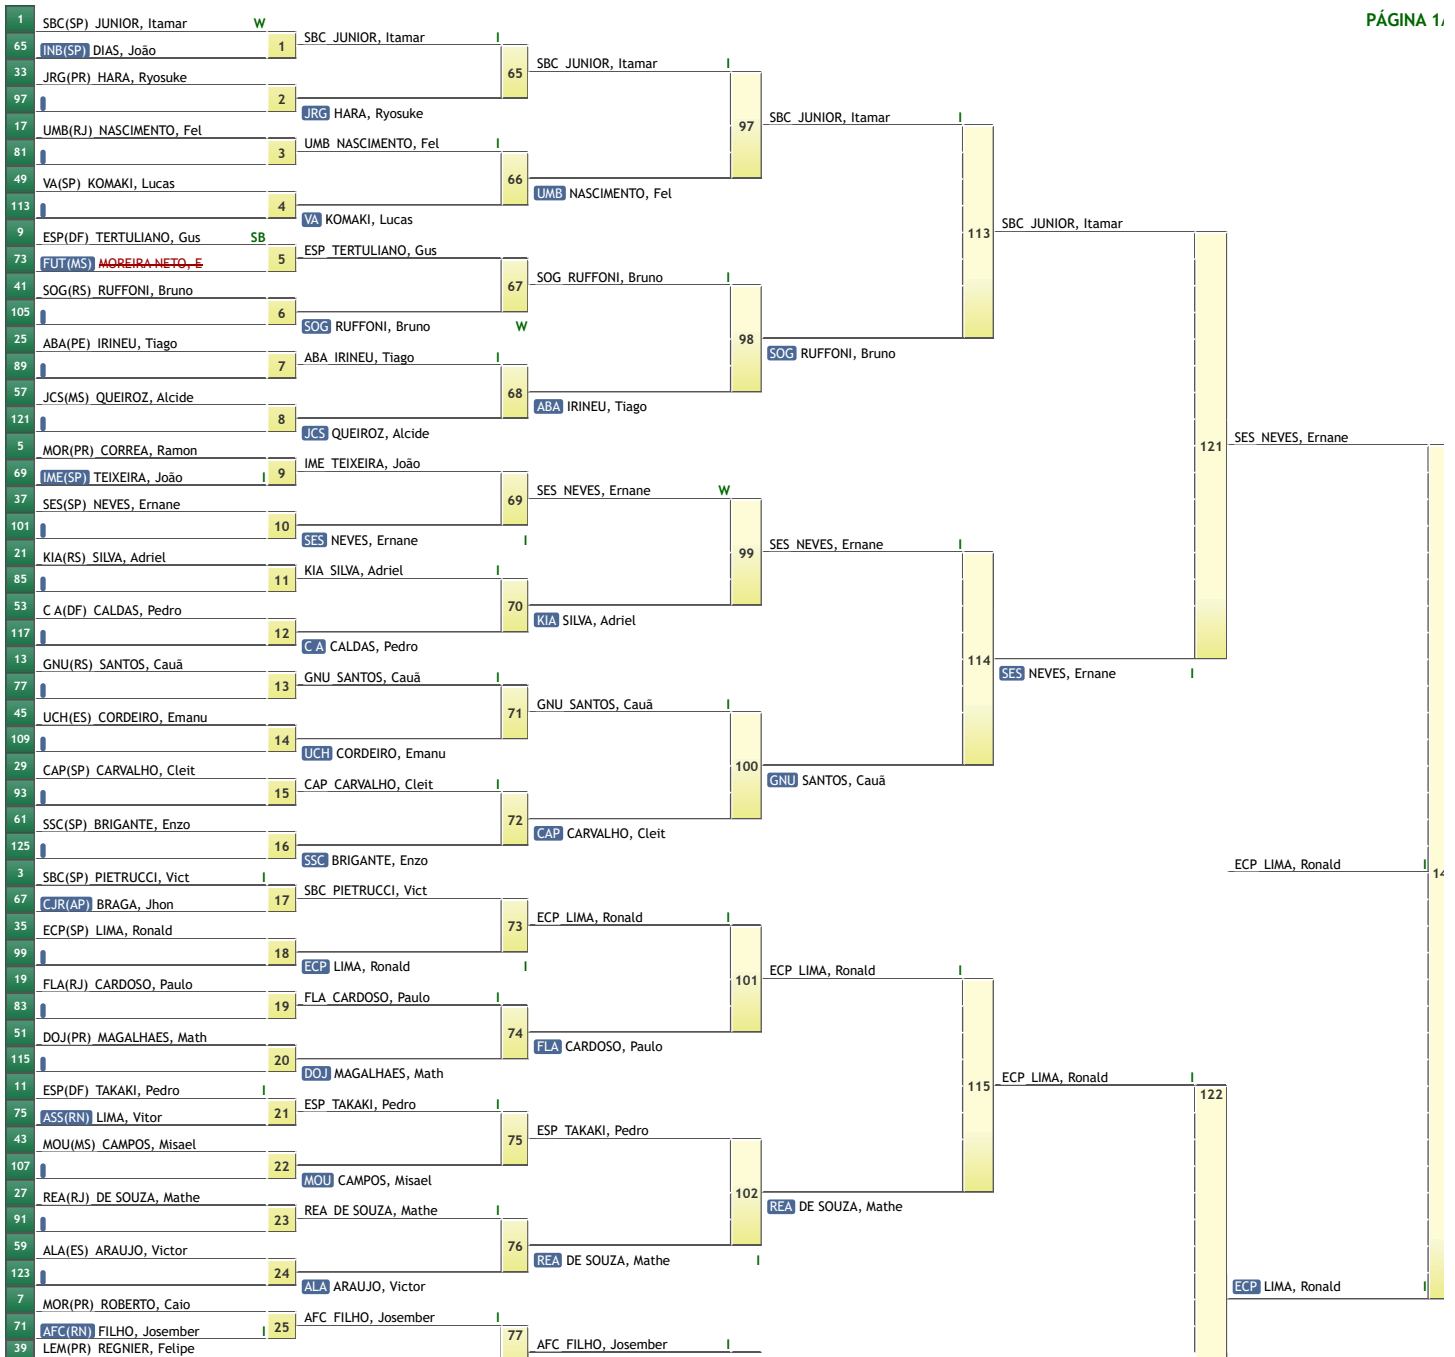 PÁGINA 1/
1 SBC(SP) JUNIOR, Itamar W
65 INB(SP) DIAS, João
1
33 JRG(PR) HARA, Ryosuke
97
2
17 UMB(RJ) NASCIMENTO, Fel
81
3
49 VA(SP) KOMAKI, Lucas
113
4
9 ESP(DF) TERTULIANO, Gus SB
73 FUT(MS) MOREIRA NETO, E
5
41 SOG(RS) RUFFONI, Bruno
105
6
25 ABA(PE) IRINEU, Tiago
89
7
57 JCS(MS) QUEIROZ, Alcide
121
8
5 MOR(PR) CORREA, Ramon
69 IME(SP) TEIXEIRA, João I
9
37 SES(SP) NEVES, Ernane
101
10
21 KIA(RS) SILVA, Adriel
85
11
53 C A(DF) CALDAS, Pedro
117
12
13 GNU(RS) SANTOS, Cauã
77
13
45 UCH(ES) CORDEIRO, Emanu
109
14
29 CAP(SP) CARVALHO, Cleit
93
15
61 SSC(SP) BRIGANTE, Enzo
125
16
3 SBC(SP) PIETRUCCI, Vict I
67 CJR(AP) BRAGA, Jhon
17
35 ECP(SP) LIMA, Ronald
99
18
19 FLA(RJ) CARDOSO, Paulo
83
19
51 DOJ(PR) MAGALHAES, Math
115
20
11 ESP(DF) TAKAKI, Pedro I
75 ASS(RN) LIMA, Vitor
21
43 MOU(MS) CAMPOS, Misael
107
22
27 REA(RJ) DE SOUZA, Mathe
91
23
59 ALA(ES) ARAUJO, Victor
123
24
7 MOR(PR) ROBERTO, Caio
71 AFC(RN) FILHO, Josember I
25
39 LEM(PR) REGNIER, Felipe
SBC JUNIOR, Itamar I
65
JRG HARA, Ryosuke
UMB NASCIMENTO, Fel I
66
VA KOMAKI, Lucas
ESP TERTULIANO, Gus
67
SOG RUFFONI, Bruno W
ABA IRINEU, Tiago I
68
JCS QUEIROZ, Alcide
IME TEIXEIRA, João
69
SES NEVES, Ernane I
KIA SILVA, Adriel I
70
C A CALDAS, Pedro
GNU SANTOS, Cauã I
71
UCH CORDEIRO, Emanu
CAP CARVALHO, Cleit I
72
SSC BRIGANTE, Enzo
SBC PIETRUCCI, Vict
73
ECP LIMA, Ronald I
FLA CARDOSO, Paulo I
74
DOJ MAGALHAES, Math
ESP TAKAKI, Pedro I
75
MOU CAMPOS, Misael
REA DE SOUZA, Mathe I
76
ALA ARAUJO, Victor
AFC FILHO, Josember I
77
SBC JUNIOR, Itamar I
97
UMB NASCIMENTO, Fel
SOG RUFFONI, Bruno I
98
ABA IRINEU, Tiago
SES NEVES, Ernane W
99
KIA SILVA, Adriel
GNU SANTOS, Cauã I
100
CAP CARVALHO, Cleit
ECP LIMA, Ronald I
101
FLA CARDOSO, Paulo
ESP TAKAKI, Pedro
102
REA DE SOUZA, Mathe I
AFC FILHO, Josember I
SBC JUNIOR, Itamar I
113
SOG RUFFONI, Bruno
SES NEVES, Ernane I
114
GNU SANTOS, Cauã
ECP LIMA, Ronald I
115
REA DE SOUZA, Mathe
SBC JUNIOR, Itamar
121
SES NEVES, Ernane I
ECP LIMA, Ronald I
122
SES NEVES, Ernane
ECP LIMA, Ronald I
14
ECP LIMA, Ronald I